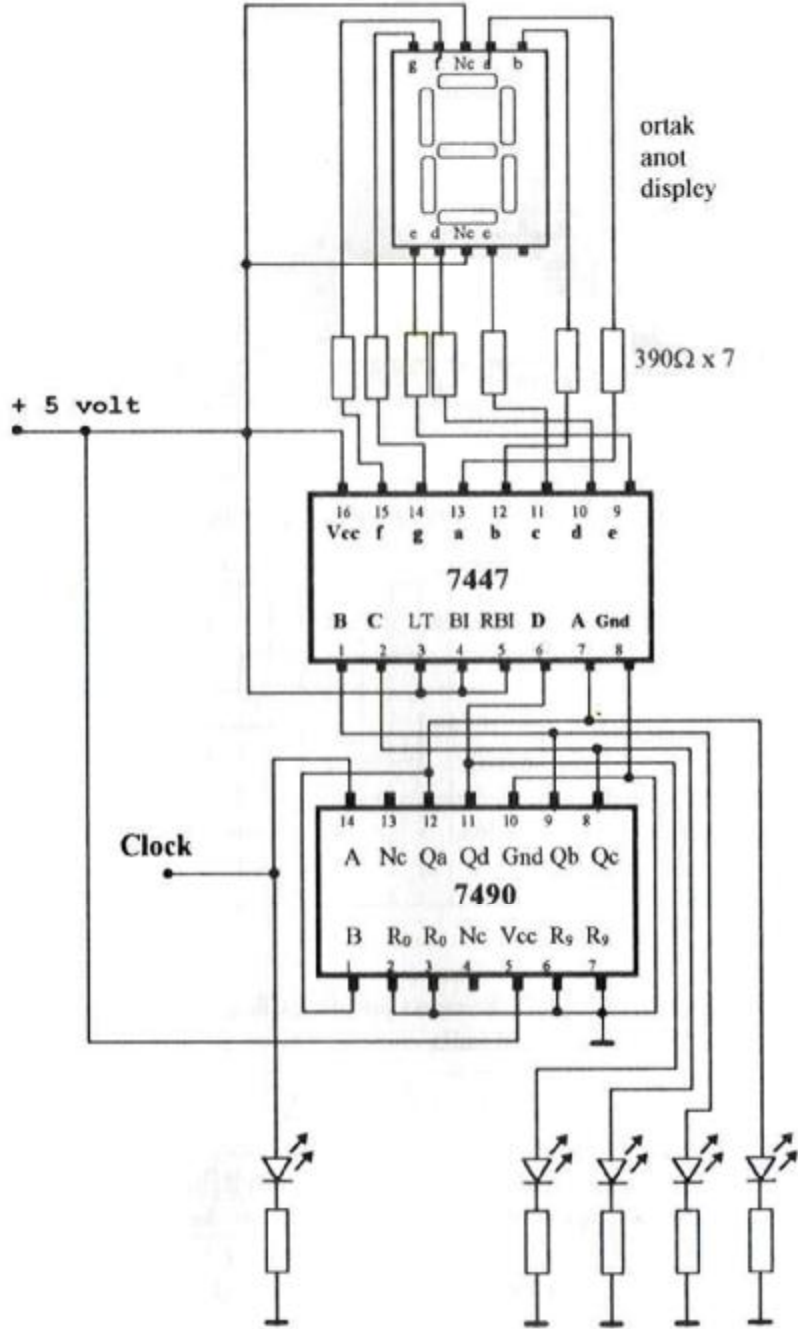 g f Nc a b
ortak
anot
displey
e d Nc c
390Ω x 7
+ 5 volt
16 15 14 13 12 11 10 9
Vcc f g a b c d e
7447
B C LT BI RBI D A Gnd
1 2 3 4 5 6 7 8
14 13 12 11 10 9 8
Clock
A Nc Qa Qd Gnd Qb Qc
7490
B R₀ R₀ Nc Vcc R₉ R₉
1 2 3 4 5 6 7